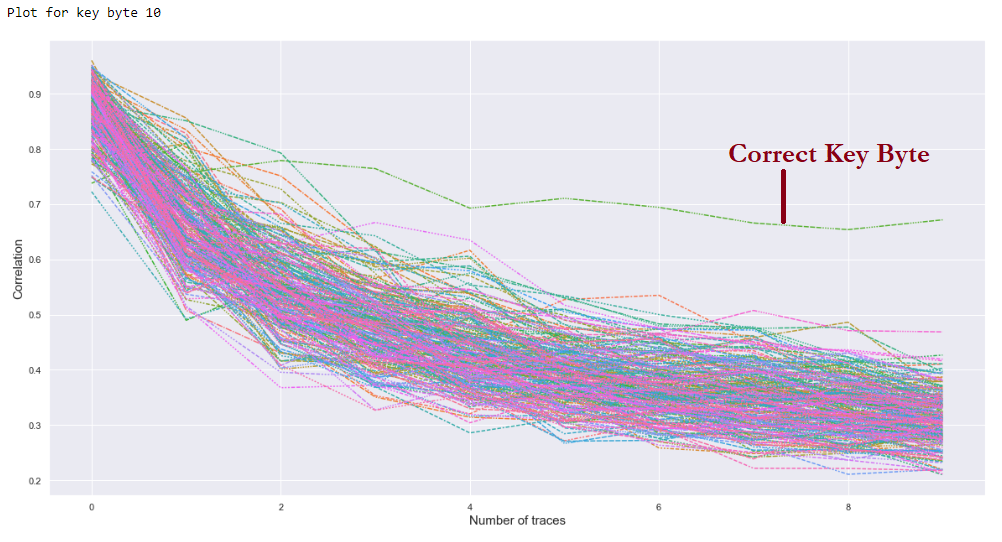 Plot for key byte 10
Correct Key Byte
0.9
0.8
0.7
0.6
0.5
0.4
0.3
0.2
Correlation
0 2 4 6 8
Number of traces